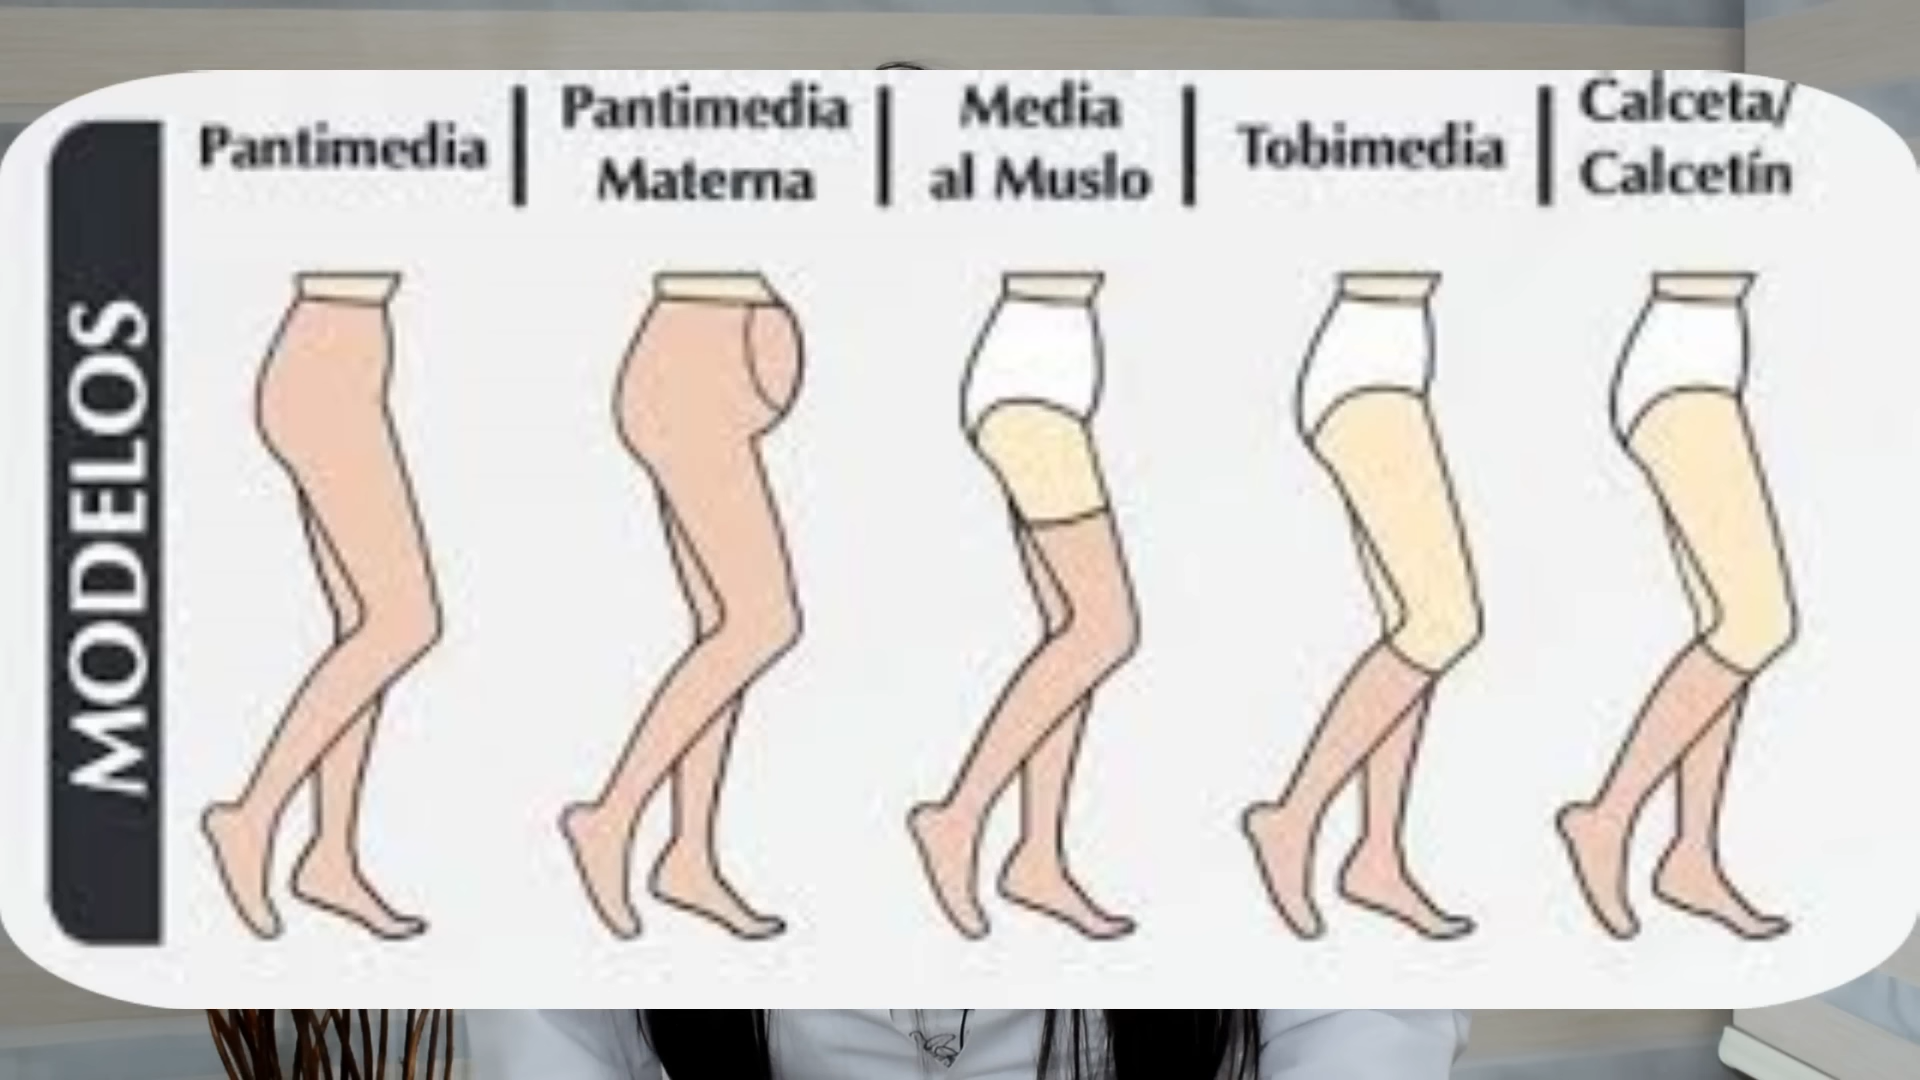 MODELOS
Pantimedia
Pantimedia
Materna
Media
al Muslo
Tobimedia
Calceta/
Calcetín